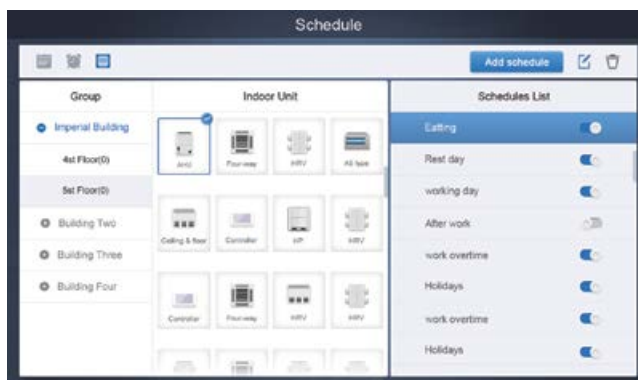 Schedule
Add schedule
Group
Indoor Unit
Schedules List
Imperial Building
4st Floor(0)
5st Floor(0)
Building Two
Building Three
Building Four
AHU
Four-way
HRV
All type
Ceiling & floor
Controller
HP
HRV
Controller
Four-way
HRV
HRV
Eatting
Rest day
working day
After work
work overtime
Holidays
work overtime
Holidays